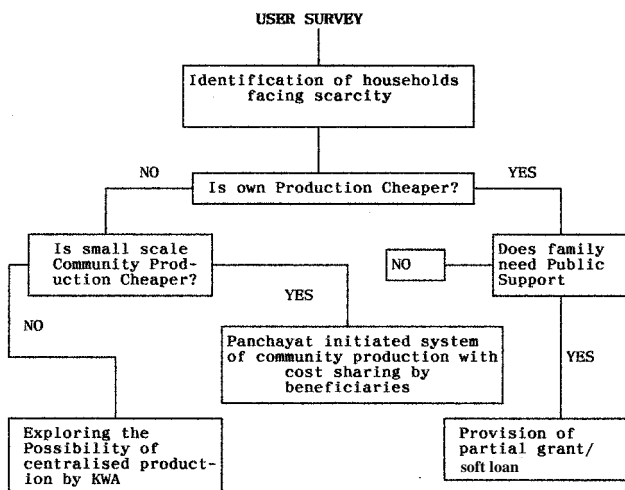 USER SURVEY
Identification of households
facing scarcity
NO
YES
Is own Production Cheaper?
Is small scale
Community Prod-
uction Cheaper?
NO
Does family
need Public
Support
YES
NO
Panchayat initiated system
of community production with
cost sharing by
beneficiaries
YES
Exploring the
Possibility of
centralised product-
ion by KWA
Provision of
partial grant/
soft loan